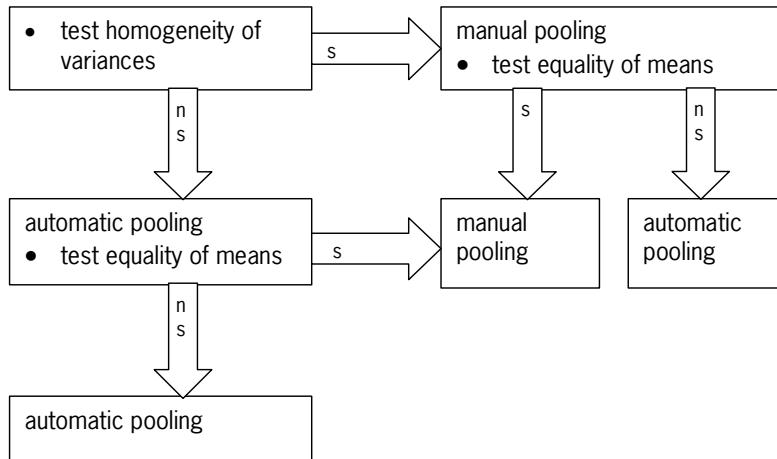 • test homogeneity of
variances
s
manual pooling
• test equality of means
n
s
s
n
s
automatic pooling
• test equality of means
s
manual
pooling
automatic
pooling
n
s
automatic pooling